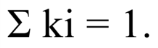 Σ ki = 1.